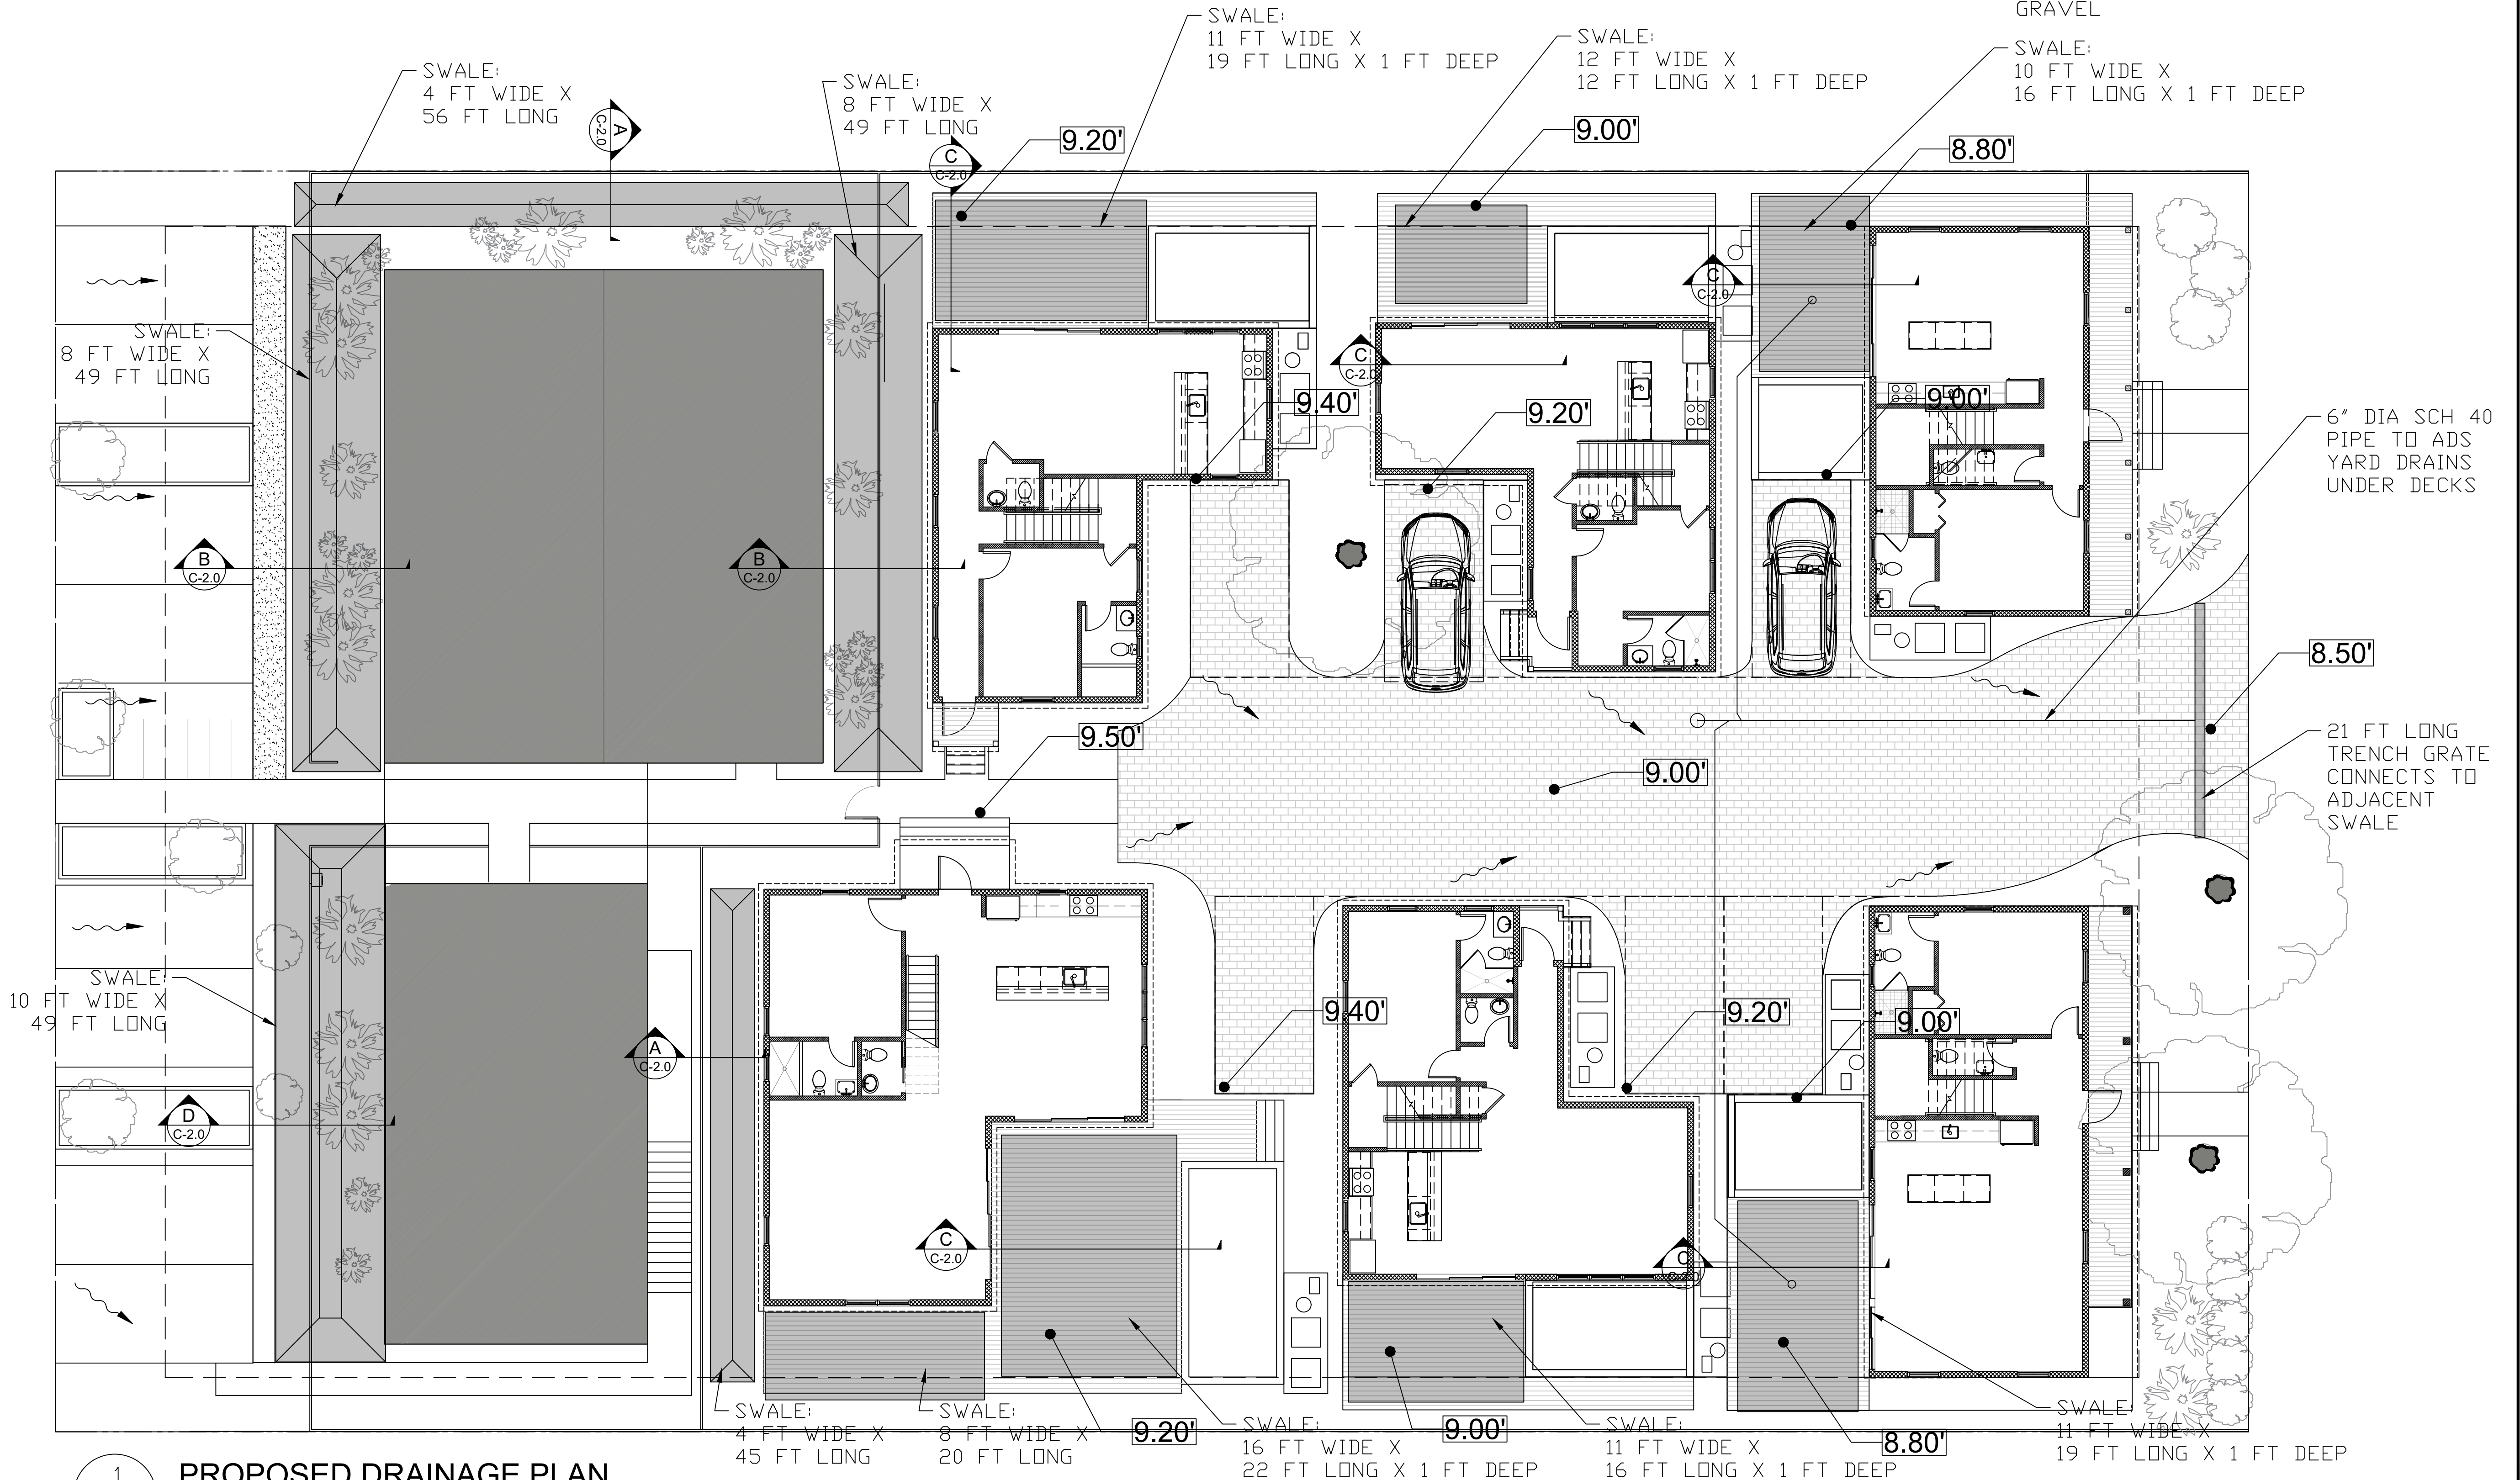 GRAVEL
SWALE:
11 FT WIDE X
19 FT LONG X 1 FT DEEP
SWALE:
12 FT WIDE X
12 FT LONG X 1 FT DEEP
SWALE:
10 FT WIDE X
16 FT LONG X 1 FT DEEP
SWALE:
4 FT WIDE X
56 FT LONG
SWALE:
8 FT WIDE X
49 FT LONG
A
C-2.0
C
C-2.0
9.20'
9.00'
8.80'
SWALE:
8 FT WIDE X
49 FT LONG
C
C-2.0
C
C-2.0
9.40'
9.20'
9.00'
6" DIA SCH 40
PIPE TO ADS
YARD DRAINS
UNDER DECKS
B
C-2.0
B
C-2.0
8.50'
9.50'
9.00'
21 FT LONG
TRENCH GRATE
CONNECTS TO
ADJACENT
SWALE
SWALE:
10 FT WIDE X
49 FT LONG
9.40'
9.20'
9.00'
A
C-2.0
D
C-2.0
C
C-2.0
C
C-2.0
SWALE:
4 FT WIDE X
45 FT LONG
SWALE:
8 FT WIDE X
20 FT LONG
9.20'
SWALE:
16 FT WIDE X
22 FT LONG X 1 FT DEEP
9.00'
SWALE:
11 FT WIDE X
16 FT LONG X 1 FT DEEP
8.80'
SWALE:
11 FT WIDE X
19 FT LONG X 1 FT DEEP
1
PROPOSED DRAINAGE PLAN